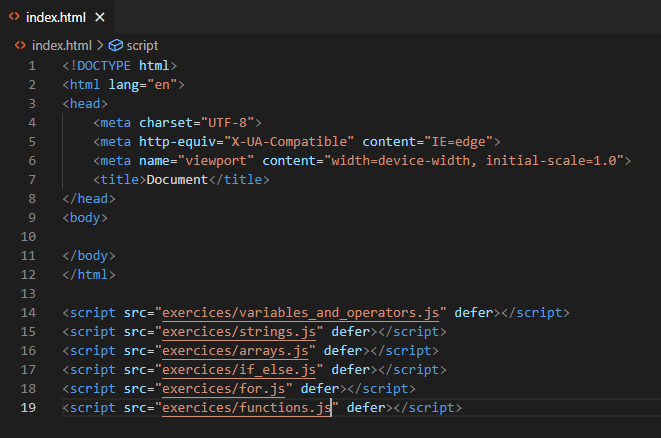 index.html
index.html > script
1 <!DOCTYPE html>
2 <html lang="en">
3 <head>
4     <meta charset="UTF-8">
5     <meta http-equiv="X-UA-Compatible" content="IE=edge">
6     <meta name="viewport" content="width=device-width, initial-scale=1.0">
7     <title>Document</title>
8 </head>
9 <body>
10
11 </body>
12 </html>
13
14 <script src="exercices/variables_and_operators.js" defer></script>
15 <script src="exercices/strings.js" defer></script>
16 <script src="exercices/arrays.js" defer></script>
17 <script src="exercices/if_else.js" defer></script>
18 <script src="exercices/for.js" defer></script>
19 <script src="exercices/functions.js" defer></script>